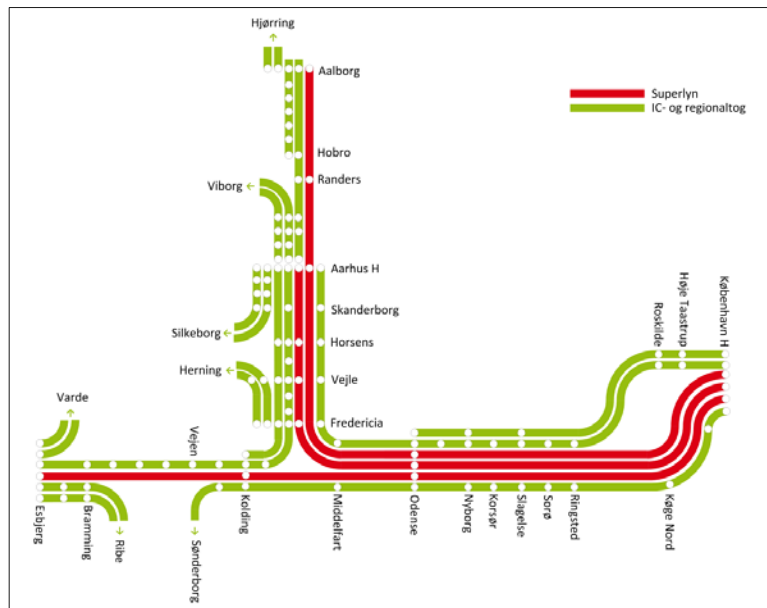 Hjørring
Aalborg
Superlyn
IC- og regionaltog
Hobro
Viborg
Randers
Aarhus H
Skanderborg
Silkeborg
Horsens
Herning
Vejle
Fredericia
Roskilde
Høje Taastrup
København H
Varde
Vejen
Esbjerg
Bramming
Ribe
Sønderborg
Kolding
Middelfart
Odense
Nyborg
Korsør
Slagelse
Sorø
Ringsted
Køge Nord